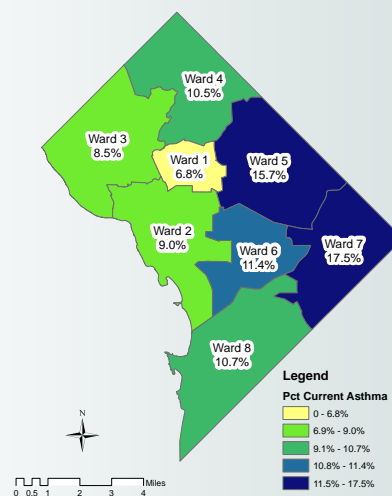 Ward 4
10.5%
Ward 3
8.5%
Ward 1
6.8%
Ward 5
15.7%
Ward 2
9.0%
Ward 6
11.4%
Ward 7
17.5%
Ward 8
10.7%
Legend
Pct Current Asthma
0 - 6.8%
6.9% - 9.0%
9.1% - 10.7%
10.8% - 11.4%
11.5% - 17.5%
N
Miles
0 0.5 1 2 3 4